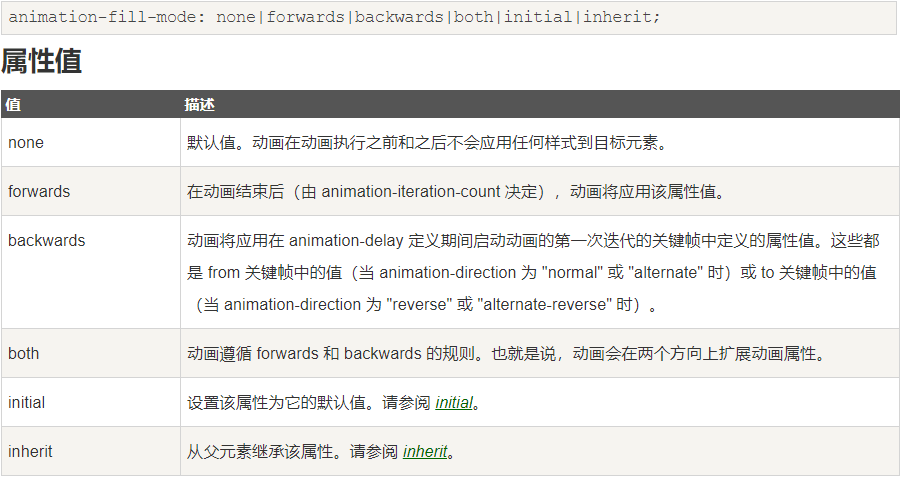 animation-fill-mode: none|forwards|backwards|both|initial|inherit;
属性值
值 描述
none 默认值。动画在动画执行之前和之后不会应用任何样式到目标元素。
forwards 在动画结束后（由 animation-iteration-count 决定），动画将应用该属性值。
backwards 动画将应用在 animation-delay 定义期间启动动画的第一次迭代的关键帧中定义的属性值。这些都
是 from 关键帧中的值（当 animation-direction 为 "normal" 或 "alternate" 时）或 to 关键帧中的值
（当 animation-direction 为 "reverse" 或 "alternate-reverse" 时）。
both 动画遵循 forwards 和 backwards 的规则。也就是说，动画会在两个方向上扩展动画属性。
initial 设置该属性为它的默认值。请参阅 initial。
inherit 从父元素继承该属性。请参阅 inherit。